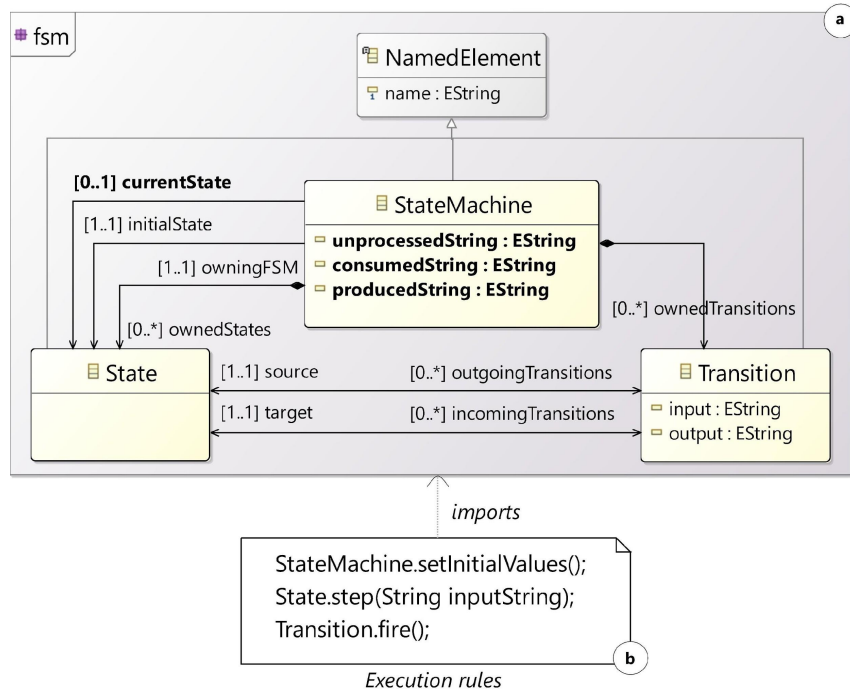 a
fsm
NamedElement
name : EString
[0..1] currentState
StateMachine
[1..1] initialState
unprocessedString : EString
[1..1] owningFSM
consumedString : EString
producedString : EString
[0..*] ownedStates
[0..*] ownedTransitions
State
[1..1] source
[0..*] outgoingTransitions
Transition
input : EString
[1..1] target
[0..*] incomingTransitions
output : EString
imports
StateMachine.setInitialValues();
State.step(String inputString);
Transition.fire();
b
Execution rules